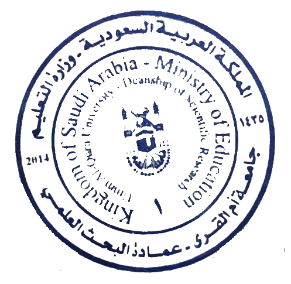 المملكة العربية السعودية - وزارة التعليم
١٤٣٥
جامعة أم القرى - عمادة البحث العلمي
2014
Kingdom of Saudi Arabia - Ministry of Education
Umm Al-Qura University - Deanship of Scientific Research
١